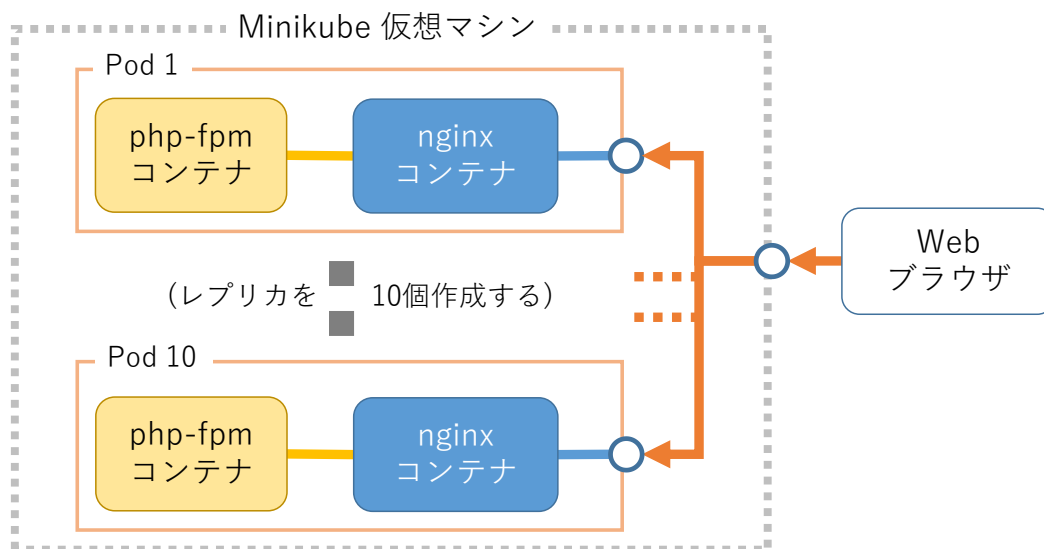 Minikube 仮想マシン
Pod 1
php-fpm
コンテナ
nginx
コンテナ
Web
ブラウザ
(レプリカを 10個作成する)
Pod 10
php-fpm
コンテナ
nginx
コンテナ